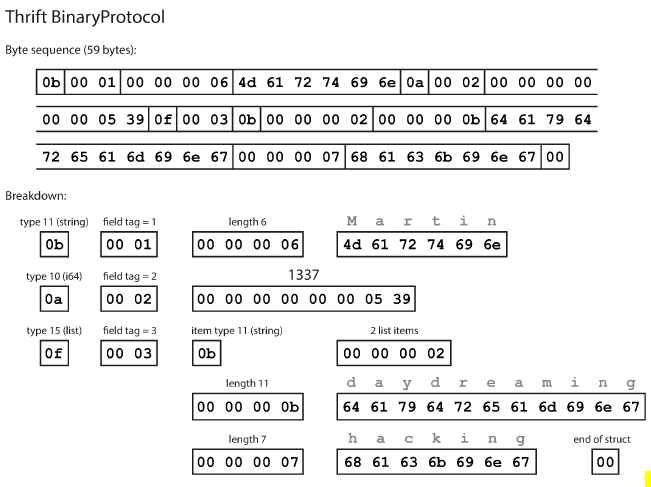 Thrift BinaryProtocol
Byte sequence (59 bytes):
0b 00 01 00 00 00 06 4d 61 72 74 69 6e 0a 00 02 00 00 00 00
00 00 05 39 0f 00 03 0b 00 00 00 02 00 00 00 0b 64 61 79 64
72 65 61 6d 69 6e 67 00 00 00 07 68 61 63 6b 69 6e 67 00
Breakdown:
type 11 (string) field tag = 1 length 6 M a r t i n
0b 00 01 00 00 00 06 4d 61 72 74 69 6e
type 10 (i64) field tag = 2 1337
0a 00 02 00 00 00 00 00 00 05 39
type 15 (list) field tag = 3 item type 11 (string) 2 list items
0f 00 03 0b 00 00 00 02
length 11 d a y d r e a m i n g
00 00 00 0b 64 61 79 64 72 65 61 6d 69 6e 67
length 7 h a c k i n g end of struct
00 00 00 07 68 61 63 6b 69 6e 67 00